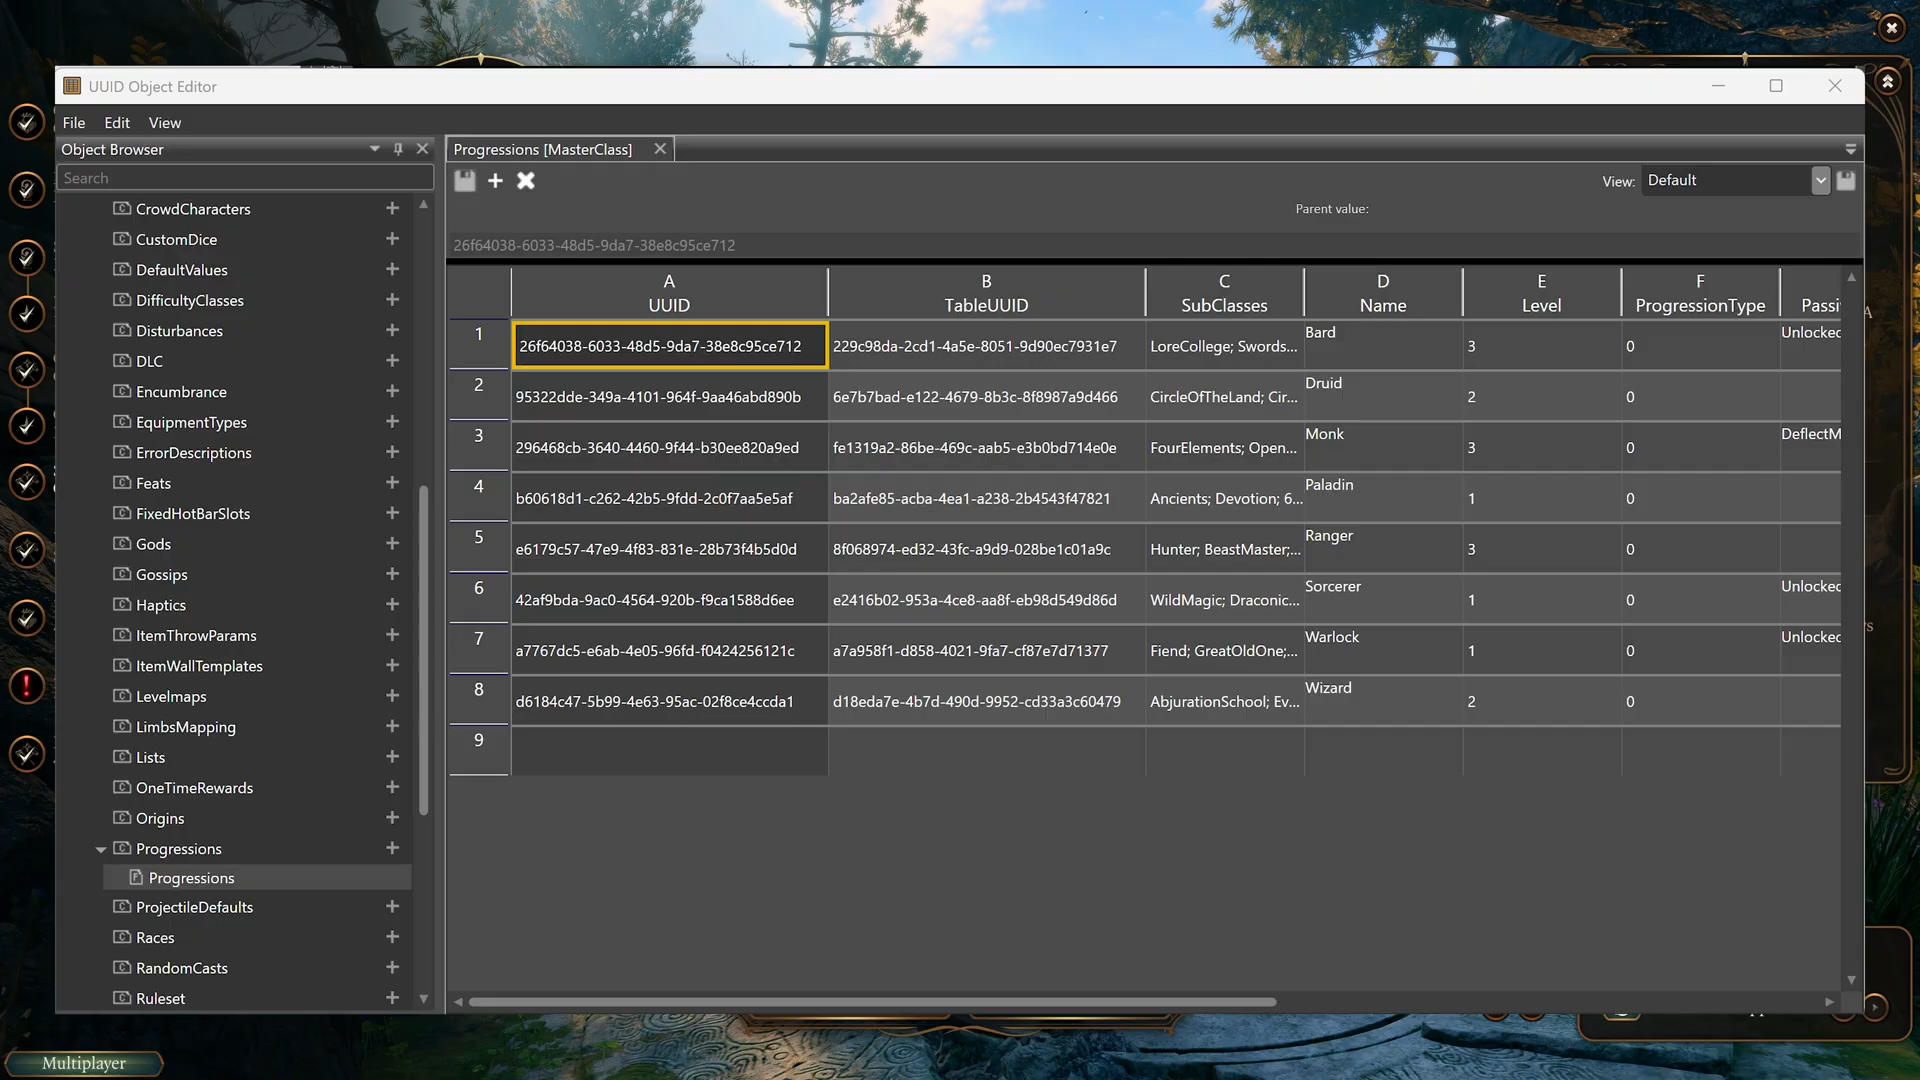 UUID Object Editor
File Edit View
Object Browser
Progressions [MasterClass]
Search
View: Default
Parent value:
26f64038-6033-48d5-9da7-38e8c95ce712
CrowdCharacters
CustomDice
DefaultValues
DifficultyClasses
Disturbances
DLC
Encumbrance
EquipmentTypes
ErrorDescriptions
Feats
FixedHotBarSlots
Gods
Gossips
Haptics
ItemThrowParams
ItemWallTemplates
Levelmaps
LimbsMapping
Lists
OneTimeRewards
Origins
Progressions
Progressions
ProjectileDefaults
Races
RandomCasts
Ruleset
A B C D E F
UUID TableUUID SubClasses Name Level ProgressionType Passi
1 26f64038-6033-48d5-9da7-38e8c95ce712 229c98da-2cd1-4a5e-8051-9d90ec7931e7 LoreCollege; Swords... Bard 3 0 Unlocked
2 95322dde-349a-4101-964f-9aa46abd890b 6e7b7bad-e122-4679-8b3c-8f8987a9d466 CircleOfTheLand; Cir... Druid 2 0
3 296468cb-3640-4460-9f44-b30ee820a9ed fe1319a2-86be-469c-aab5-e3b0bd714e0e FourElements; Open... Monk 3 0 DeflectM
4 b60618d1-c262-42b5-9fdd-2c0f7aa5e5af ba2afe85-acba-4ea1-a238-2b4543f47821 Ancients; Devotion; 6... Paladin 1 0
5 e6179c57-47e9-4f83-831e-28b73f4b5d0d 8f068974-ed32-43fc-a9d9-028be1c01a9c Hunter; BeastMaster;... Ranger 3 0
6 42af9bda-9ac0-4564-920b-f9ca1588d6ee e2416b02-953a-4ce8-aa8f-eb98d549d86d WildMagic; Draconic... Sorcerer 1 0 Unlocked
7 a7767dc5-e6ab-4e05-96fd-f0424256121c a7a958f1-d858-4021-9fa7-cf87e7d71377 Fiend; GreatOldOne;... Warlock 1 0 Unlocked
8 d6184c47-5b99-4e63-95ac-02f8ce4ccda1 d18eda7e-4b7d-490d-9952-cd33a3c60479 AbjurationSchool; Ev... Wizard 2 0
9
Multiplayer